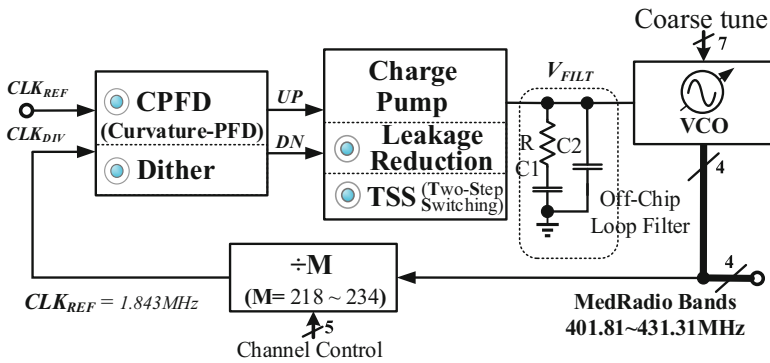 Coarse tune
7
CLK_REF
CLK_DIV
CPFD
(Curvature-PFD)
Dither
UP
DN
Charge
Pump
Leakage
Reduction
TSS (Two-Step
Switching)
V_FILT
R
C1
C2
Off-Chip
Loop Filter
VCO
4
4
÷M
(M= 218 ~ 234)
5
Channel Control
CLK_REF = 1.843MHz
MedRadio Bands
401.81~431.31MHz